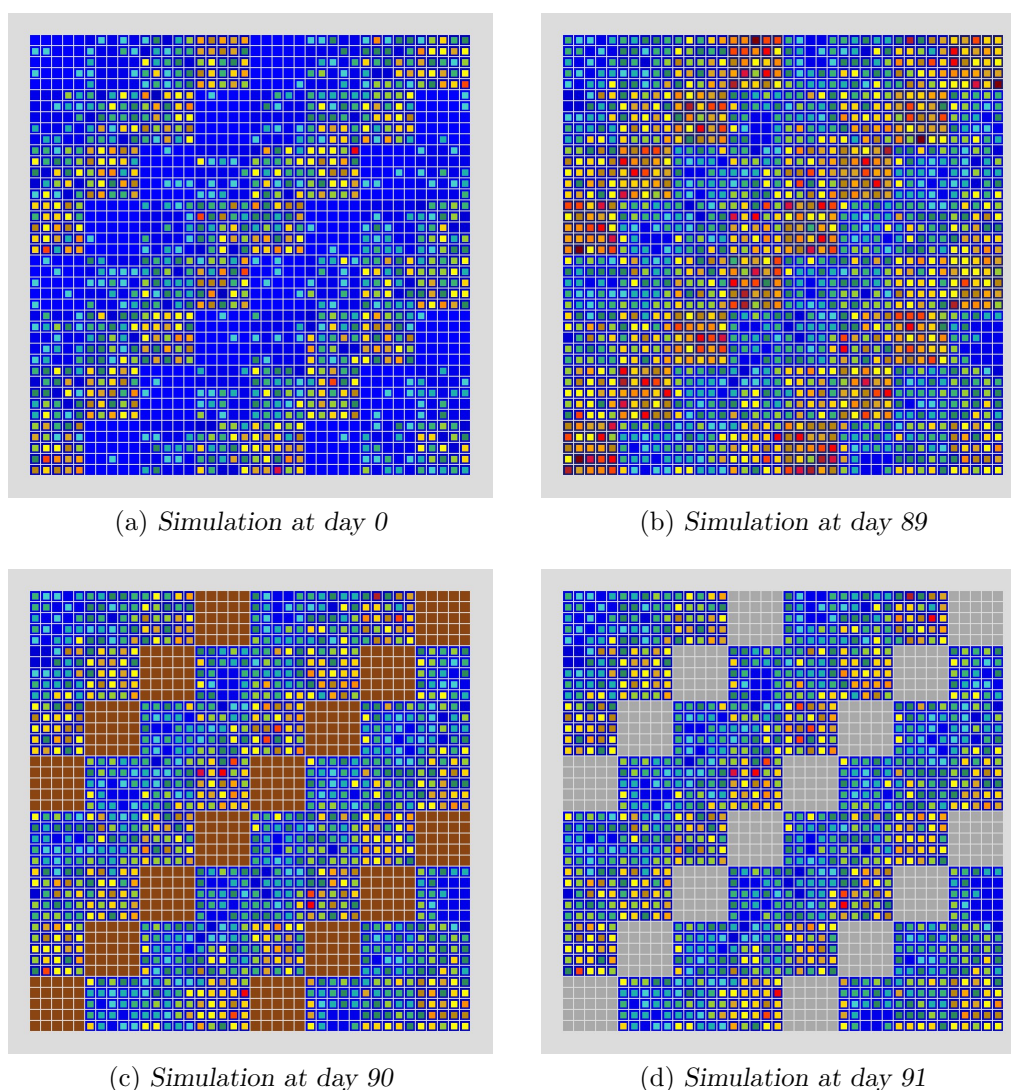 (a) Simulation at day 0
(b) Simulation at day 89
(c) Simulation at day 90
(d) Simulation at day 91